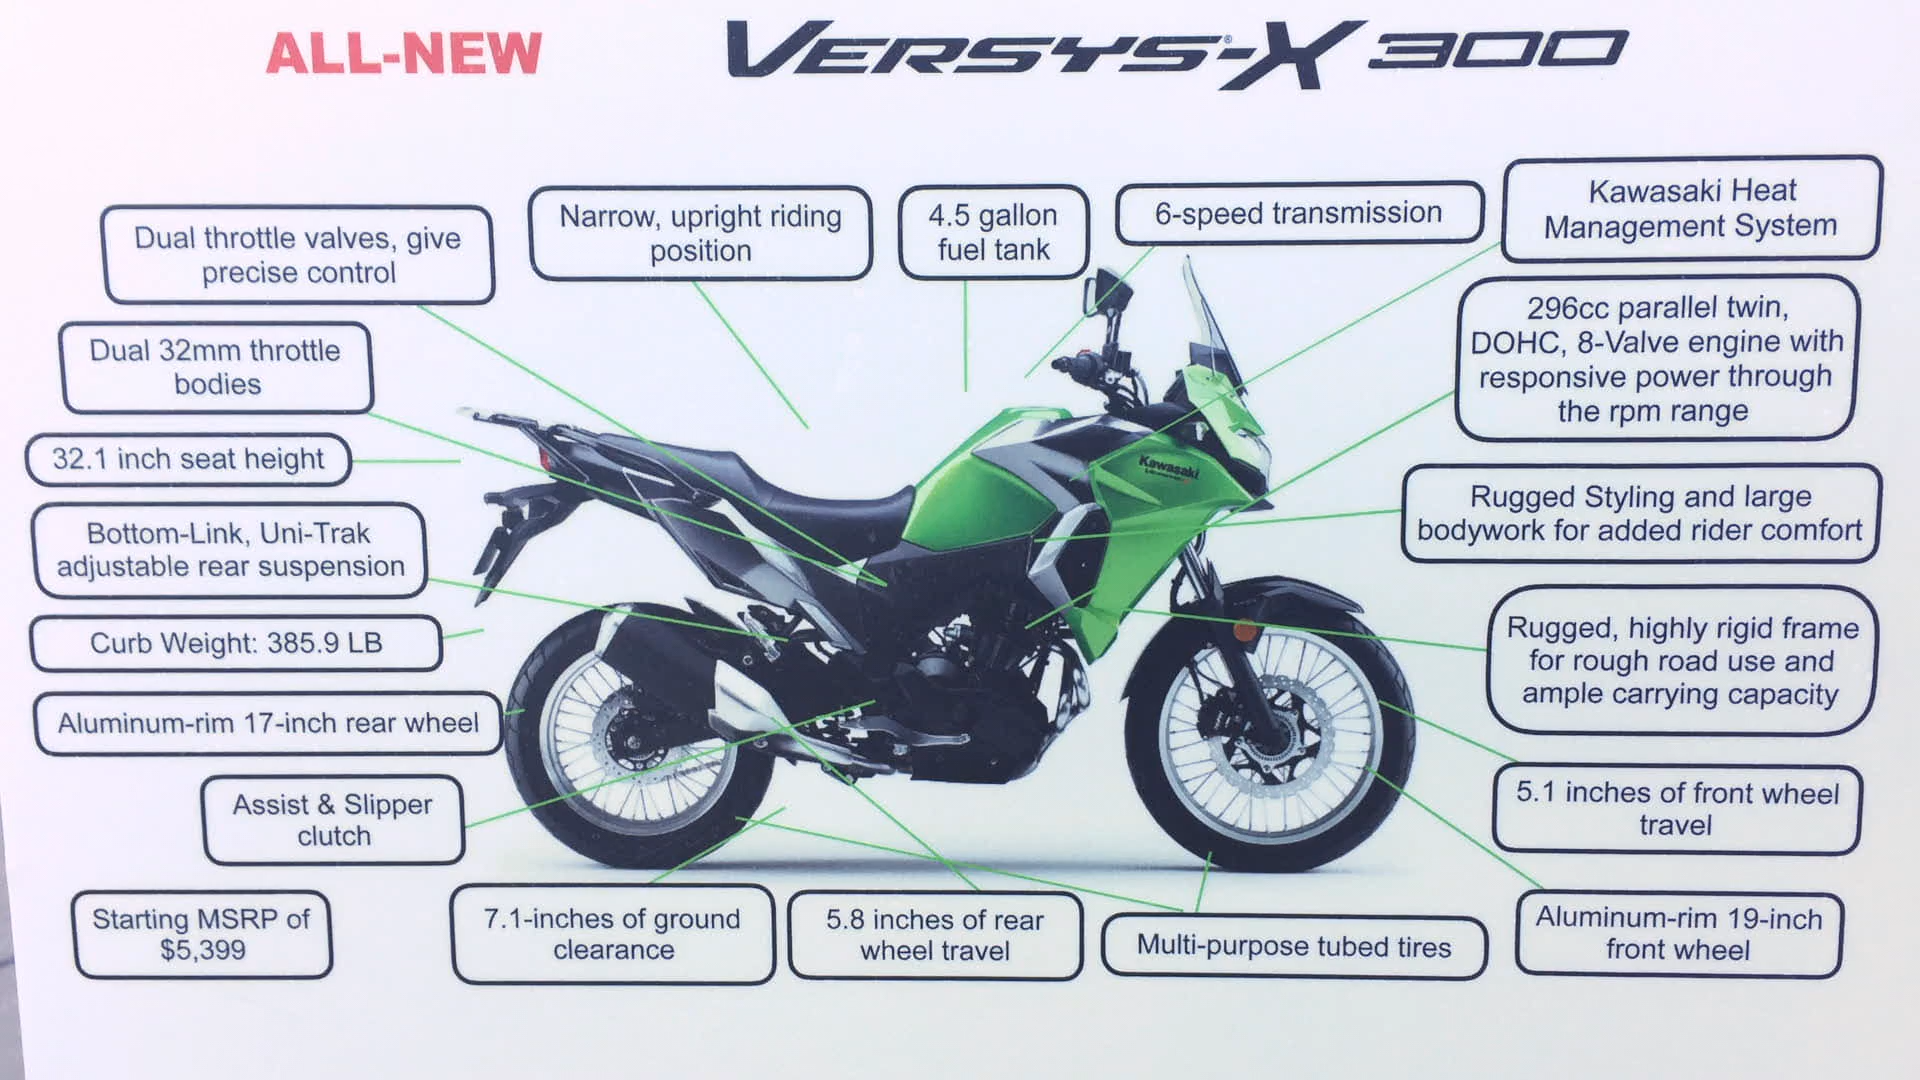 ALL-NEW
VERSYS®-X 300
Dual throttle valves, give
precise control
Narrow, upright riding
position
4.5 gallon
fuel tank
6-speed transmission
Kawasaki Heat
Management System
Dual 32mm throttle
bodies
296cc parallel twin,
DOHC, 8-Valve engine with
responsive power through
the rpm range
32.1 inch seat height
Kawasaki
Rugged Styling and large
bodywork for added rider comfort
Bottom-Link, Uni-Trak
adjustable rear suspension
Curb Weight: 385.9 LB
Rugged, highly rigid frame
for rough road use and
ample carrying capacity
Aluminum-rim 17-inch rear wheel
Assist & Slipper
clutch
5.1 inches of front wheel
travel
Starting MSRP of
$5,399
7.1-inches of ground
clearance
5.8 inches of rear
wheel travel
Multi-purpose tubed tires
Aluminum-rim 19-inch
front wheel